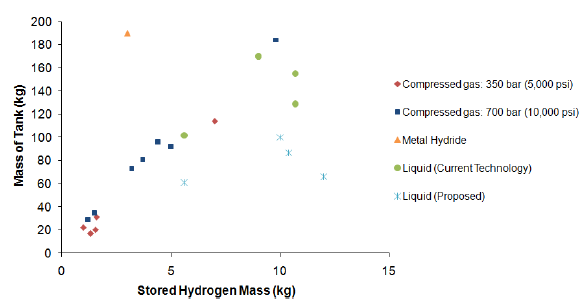 200
180
160
140
120
100
80
60
40
20
0
Mass of Tank (kg)
0 5 10 15
Stored Hydrogen Mass (kg)
Compressed gas: 350 bar (5,000 psi)
Compressed gas: 700 bar (10,000 psi)
Metal Hydride
Liquid (Current Technology)
Liquid (Proposed)